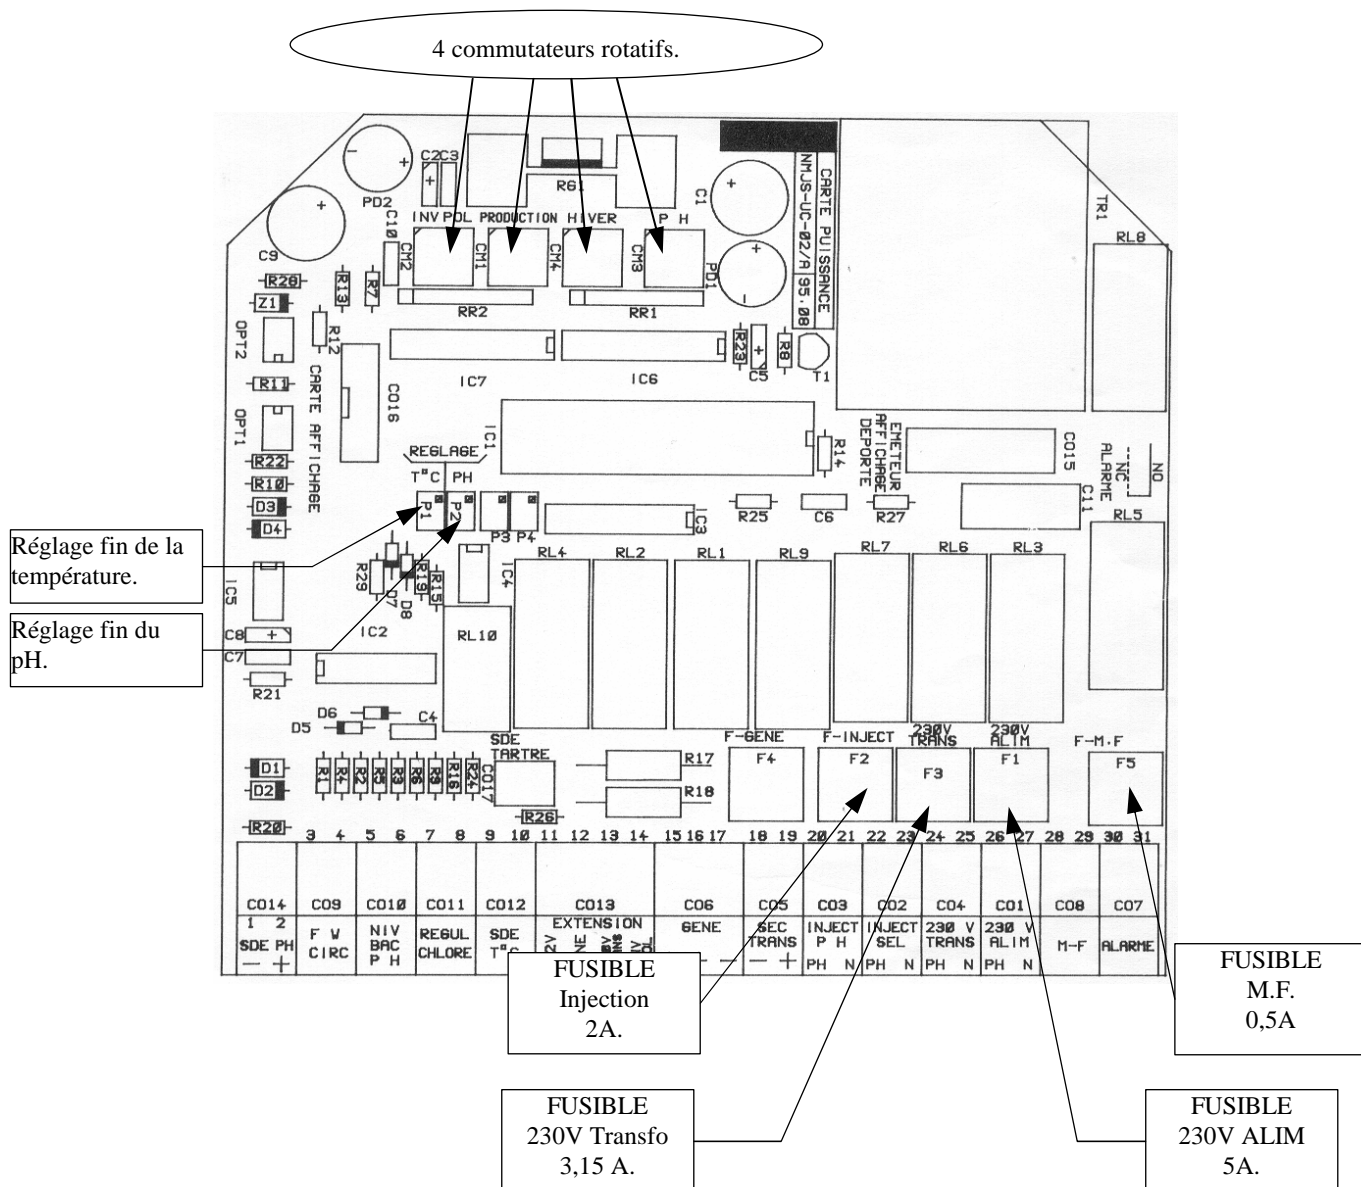 4 commutateurs rotatifs.
C2 C3
PD2
RG1
C1
CARTE PUISSANCE
NMJS-UC-02/A 95.08
TR1
RL8
INV POL PRODUCTION HIVER P H
C10
CM2
CM1
CM4
CM3
PD1
C9
R28
Z1
R13
R7
RR2
RR1
OPT2
R12
IC7
IC6
R23
C5
R8
T1
R11
CARTE AFFICHAGE
CO16
OPT1
REGLAGE
T°C PH
IC1
R14
EMETEUR
AFFICHAGE
DEPORTE
CO15
NO
NC
ALARME
R22
R10
D3
D4
P1
P2
P3 P4
IC3
R25
C6
R27
C11
RL5
Réglage fin de la
température.
IC5
R29
D7
D8
R19
R15
IC4
RL4
RL2
RL1
RL9
RL7
RL6
RL3
Réglage fin du
pH.
C8
C7
IC2
RL10
R21
D6
D5
C4
SDE
TARTRE
F-GENE
F-INJECT
230V
TRANS
230V
ALIM
F-M.F
D1
D2
R1 R4 R2 R5 R3 R6 R9 R16 R24
CO17
R17
R18
F4
F2
F3
F1
F5
R20
R26
3 4 5 6 7 8 9 10 11 12 13 14 15 16 17 18 19 20 21 22 23 24 25 26 27 28 29 30 31
CO14 CO9 CO10 CO11 CO12 CO13 CO6 CO5 CO3 CO2 CO4 CO1 CO8 CO7
1 2
SDE PH
- +
F W
CIRC
NIV
BAC
P H
REGUL
CHLORE
SDE
T°C
EXTENSION
GENE
- -
SEC
TRANS
- +
INJECT
P H
PH N
INJECT
SEL
PH N
230 V
TRANS
PH N
230 V
ALIM
PH N
M-F
ALARME
FUSIBLE
Injection
2A.
FUSIBLE
M.F.
0,5A
FUSIBLE
230V Transfo
3,15 A.
FUSIBLE
230V ALIM
5A.